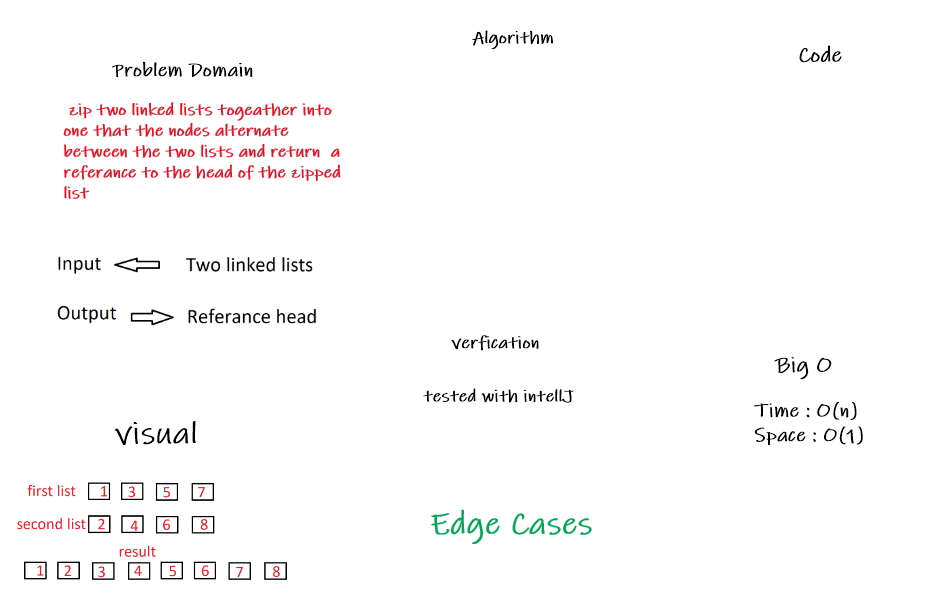 Problem Domain
zip two linked lists togeather into
one that the nodes alternate
between the two lists and return a
referance to the head of the zipped
list
Input
Two linked lists
Output
Referance head
visual
first list 1 3 5 7
second list 2 4 6 8
result
1 2 3 4 5 6 7 8
Algorithm
verfication
tested with intellJ
Edge Cases
Code
Big O
Time : O(n)
Space : O(1)